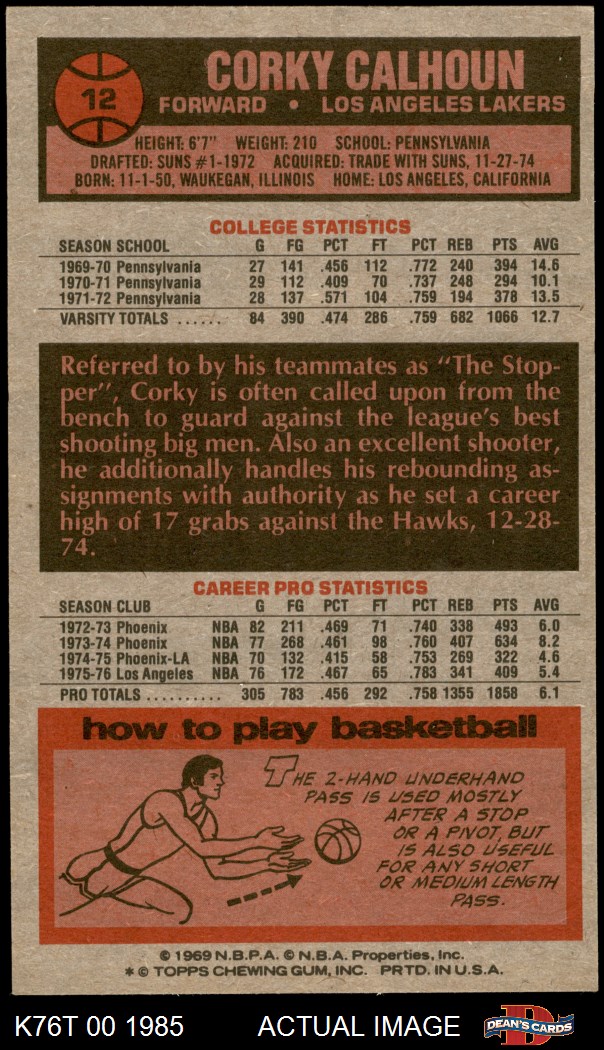 12
CORKY CALHOUN
FORWARD • LOS ANGELES LAKERS
HEIGHT: 6'7" WEIGHT: 210 SCHOOL: PENNSYLVANIA
DRAFTED: SUNS #1-1972 ACQUIRED: TRADE WITH SUNS, 11-27-74
BORN: 11-1-50, WAUKEGAN, ILLINOIS HOME: LOS ANGELES, CALIFORNIA
COLLEGE STATISTICS
SEASON SCHOOL G FG PCT FT PCT REB PTS AVG
1969-70 Pennsylvania 27 141 .456 112 .772 240 394 14.6
1970-71 Pennsylvania 29 112 .409 70 .737 248 294 10.1
1971-72 Pennsylvania 28 137 .571 104 .759 194 378 13.5
VARSITY TOTALS ...... 84 390 .474 286 .759 682 1066 12.7
Referred to by his teammates as "The Stop-
per", Corky is often called upon from the
bench to guard against the league's best
shooting big men. Also an excellent shooter,
he additionally handles his rebounding as-
signments with authority as he set a career
high of 17 grabs against the Hawks, 12-28-
74.
CAREER PRO STATISTICS
SEASON CLUB G FG PCT FT PCT REB PTS AVG
1972-73 Phoenix NBA 82 211 .469 71 .740 338 493 6.0
1973-74 Phoenix NBA 77 268 .461 98 .760 407 634 8.2
1974-75 Phoenix-LA NBA 70 132 .415 58 .753 269 322 4.6
1975-76 Los Angeles NBA 76 172 .467 65 .783 341 409 5.4
PRO TOTALS .......... 305 783 .456 292 .758 1355 1858 6.1
how to play basketball
THE 2-HAND UNDERHAND
PASS IS USED MOSTLY
AFTER A STOP
OR A PIVOT, BUT
IS ALSO USEFUL
FOR ANY SHORT
OR MEDIUM LENGTH
PASS.
© 1969 N.B.P.A. © N.B.A. Properties, Inc.
* © TOPPS CHEWING GUM, INC. PRTD. IN U.S.A.
K76T 00 1985 ACTUAL IMAGE
D
DEAN'S CARDS